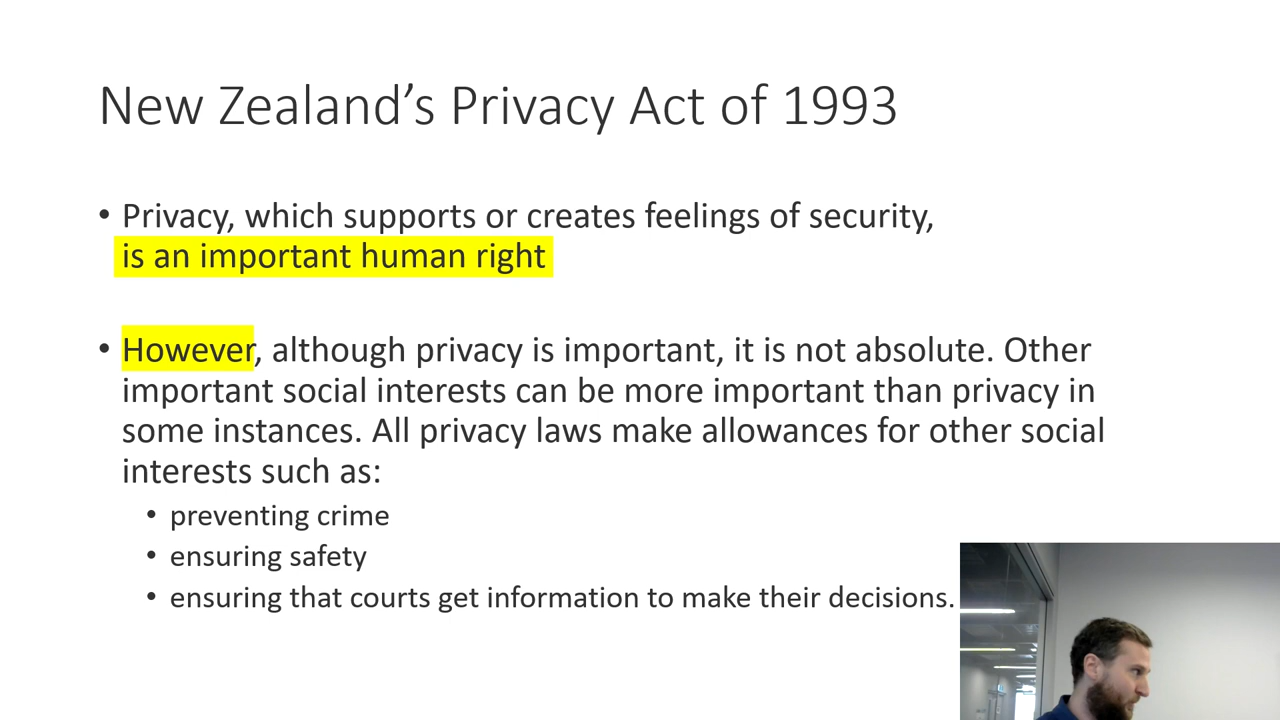 New Zealand’s Privacy Act of 1993
• Privacy, which supports or creates feelings of security,
is an important human right
• However, although privacy is important, it is not absolute. Other
important social interests can be more important than privacy in
some instances. All privacy laws make allowances for other social
interests such as:
• preventing crime
• ensuring safety
• ensuring that courts get information to make their decisions.